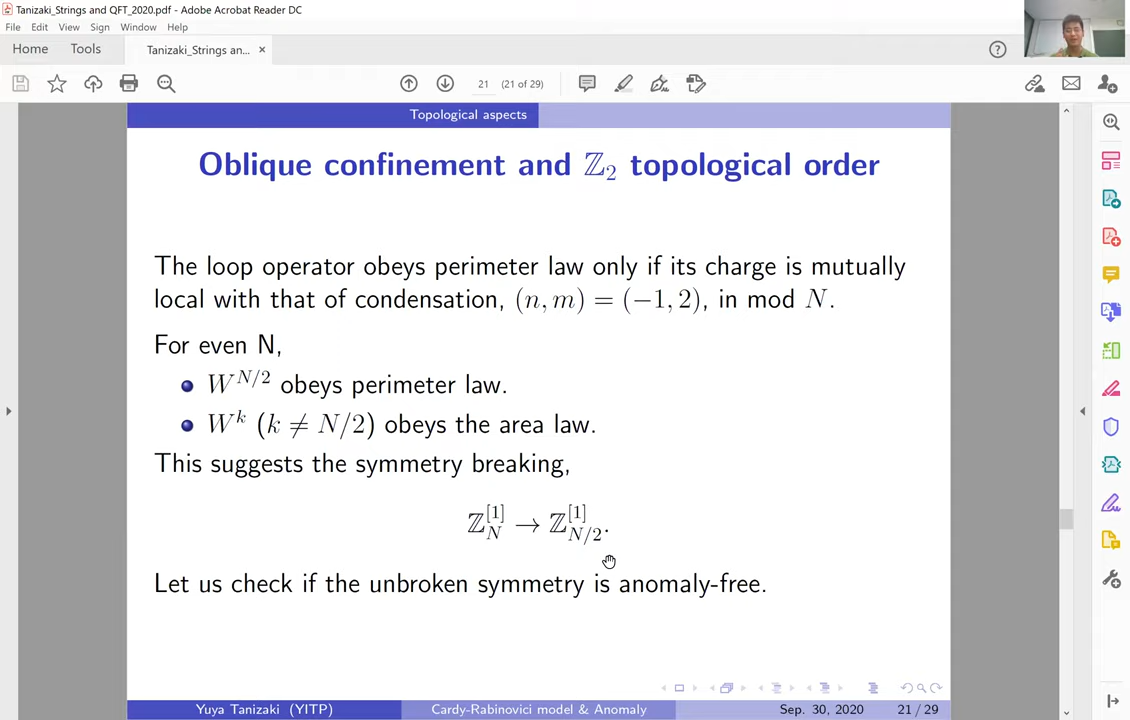 Tanizaki_Strings and QFT_2020.pdf - Adobe Acrobat Reader DC
File Edit View Sign Window Help
Home Tools Tanizaki_Strings an... ×
21 (21 of 29)
Topological aspects
Oblique confinement and ℤ₂ topological order
The loop operator obeys perimeter law only if its charge is mutually
local with that of condensation, (n, m) = (−1, 2), in mod N.
For even N,
W^{N/2} obeys perimeter law.
W^k (k ≠ N/2) obeys the area law.
This suggests the symmetry breaking,
ℤ_N^{[1]} → ℤ_{N/2}^{[1]}.
Let us check if the unbroken symmetry is anomaly-free.
Yuya Tanizaki (YITP) Cardy-Rabinovici model & Anomaly Sep. 30, 2020 21 / 29